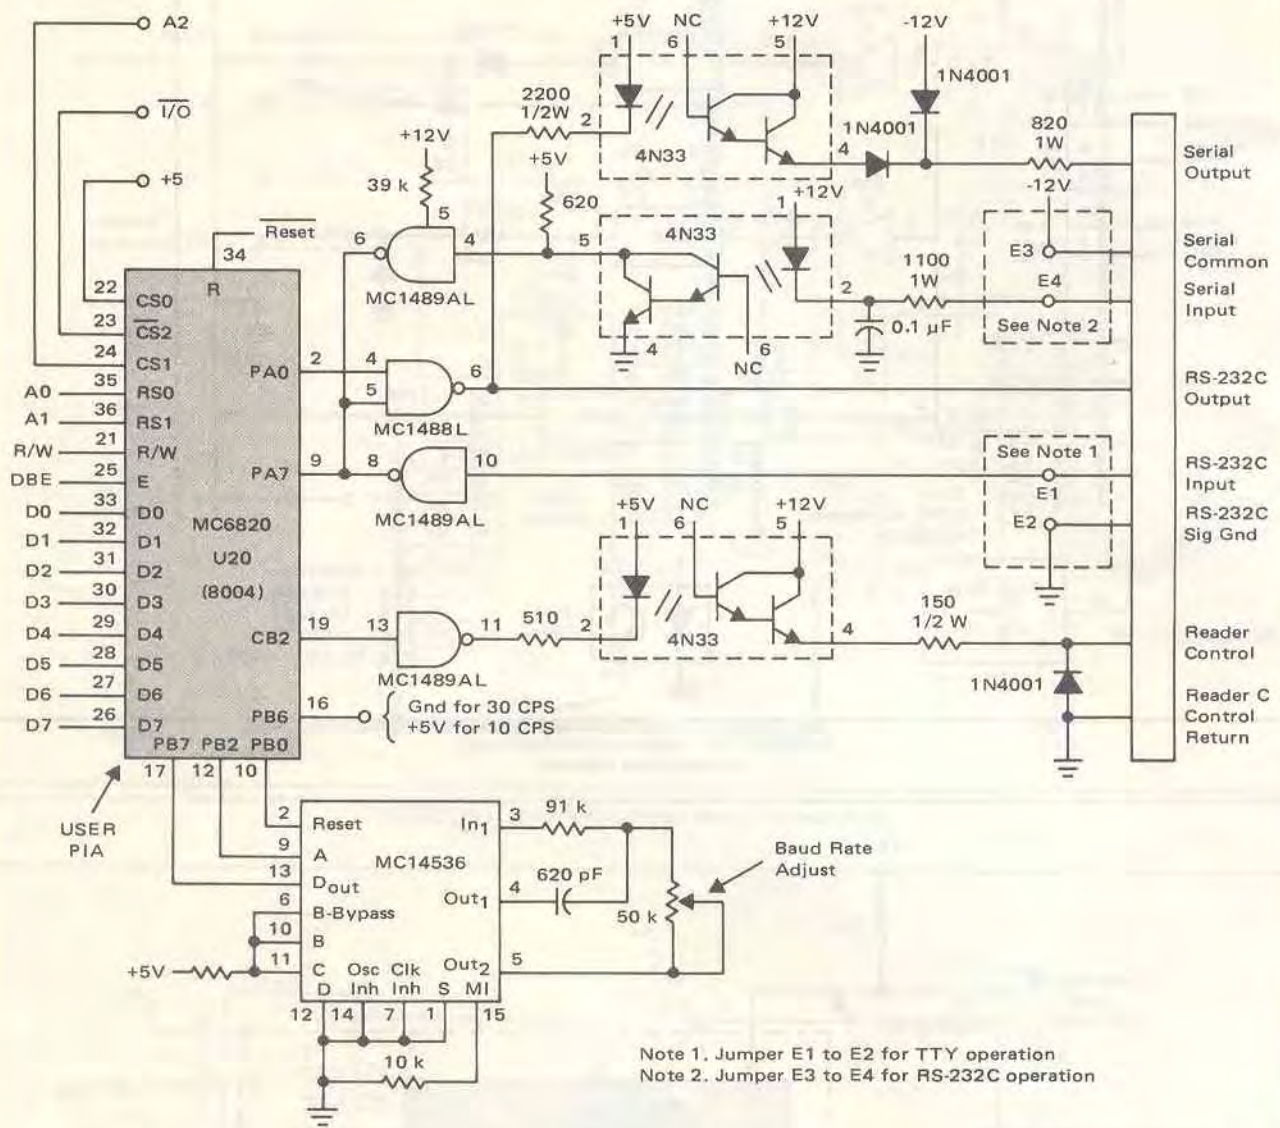 A2
I/O
+5
22
23
24
35
36
21
25
33
32
31
30
29
28
27
26
A0
A1
R/W
DBE
D0
D1
D2
D3
D4
D5
D6
D7
Reset
34
R
CS0
CS2
CS1
RS0
RS1
R/W
E
D0
D1
D2
D3
D4
D5
D6
D7
MC6820
U20
(8004)
PA0
PA7
CB2
PB6
PB7
PB2
PB0
2
9
19
16
17
12
10
USER
PIA
+12V
39 k
5
6
4
MC1489AL
4
5
6
MC1488L
8
10
MC1489AL
13
11
MC1489AL
Gnd for 30 CPS
+5V for 10 CPS
2200
1/2W
2
+5V
1
NC
6
+12V
5
4N33
4
1N4001
-12V
1N4001
820
1W
+5V
620
5
4N33
4
NC
6
+12V
1
2
0.1 µF
1100
1W
-12V
E3
E4
See Note 2
See Note 1
E1
E2
510
2
+5V
1
NC
6
+12V
5
4N33
4
150
1/2 W
1N4001
Serial
Output
Serial
Common
Serial
Input
RS-232C
Output
RS-232C
Input
RS-232C
Sig Gnd
Reader
Control
Reader C
Control
Return
2
9
13
6
10
11
+5V
Reset
A
Dout
B-Bypass
B
C
D
Osc
Inh
Clk
Inh
S
MI
MC14536
In1
Out1
Out2
12
14
7
1
15
10 k
3
91 k
4
620 pF
5
50 k
Baud Rate
Adjust
Note 1. Jumper E1 to E2 for TTY operation
Note 2. Jumper E3 to E4 for RS-232C operation